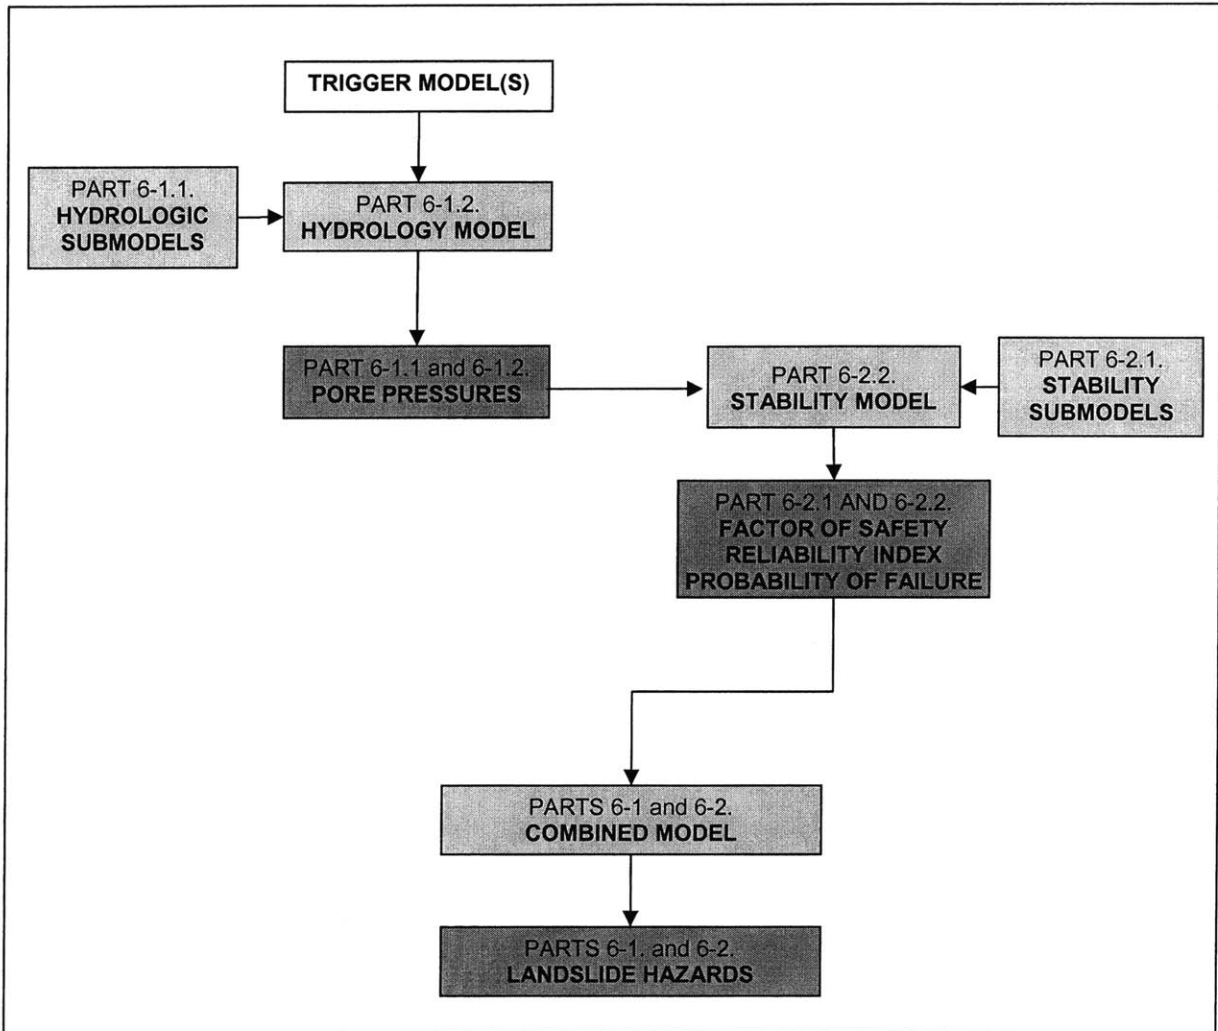 TRIGGER MODEL(S)
PART 6-1.1.
HYDROLOGIC
SUBMODELS
PART 6-1.2.
HYDROLOGY MODEL
PART 6-1.1 and 6-1.2.
PORE PRESSURES
PART 6-2.2.
STABILITY MODEL
PART 6-2.1.
STABILITY
SUBMODELS
PART 6-2.1 AND 6-2.2.
FACTOR OF SAFETY
RELIABILITY INDEX
PROBABILITY OF FAILURE
PARTS 6-1 and 6-2.
COMBINED MODEL
PARTS 6-1. and 6-2.
LANDSLIDE HAZARDS